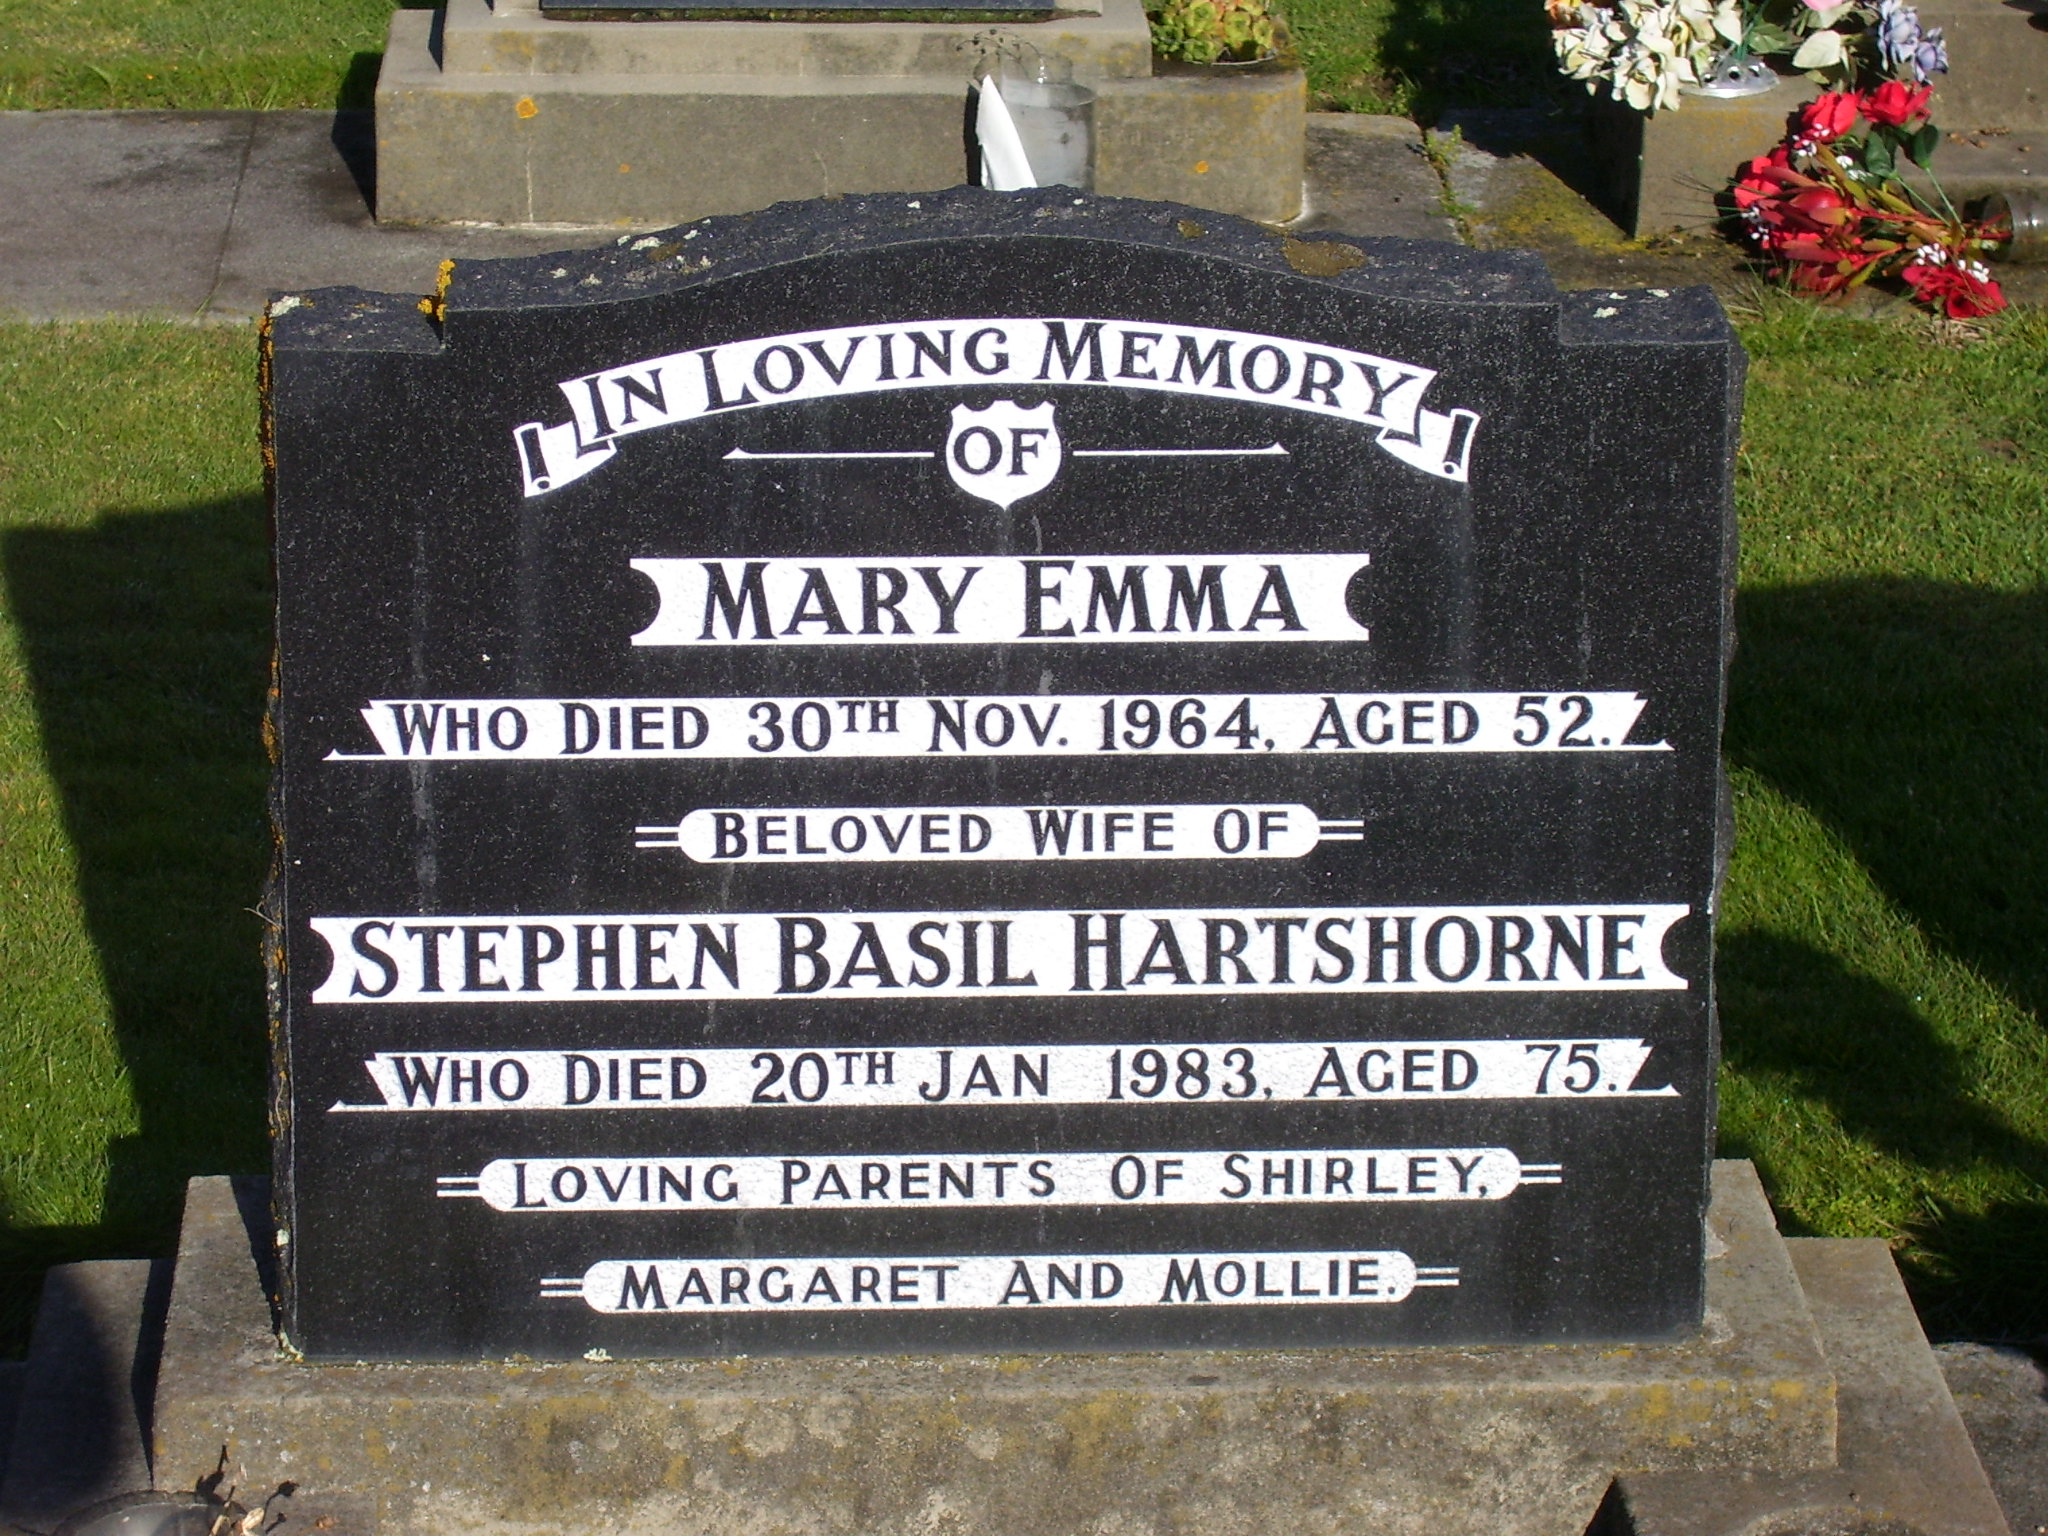 IN LOVING MEMORY
OF
MARY EMMA
WHO DIED 30TH NOV. 1964, AGED 52.
BELOVED WIFE OF
STEPHEN BASIL HARTSHORNE
WHO DIED 20TH JAN 1983, AGED 75.
LOVING PARENTS OF SHIRLEY,
MARGARET AND MOLLIE.